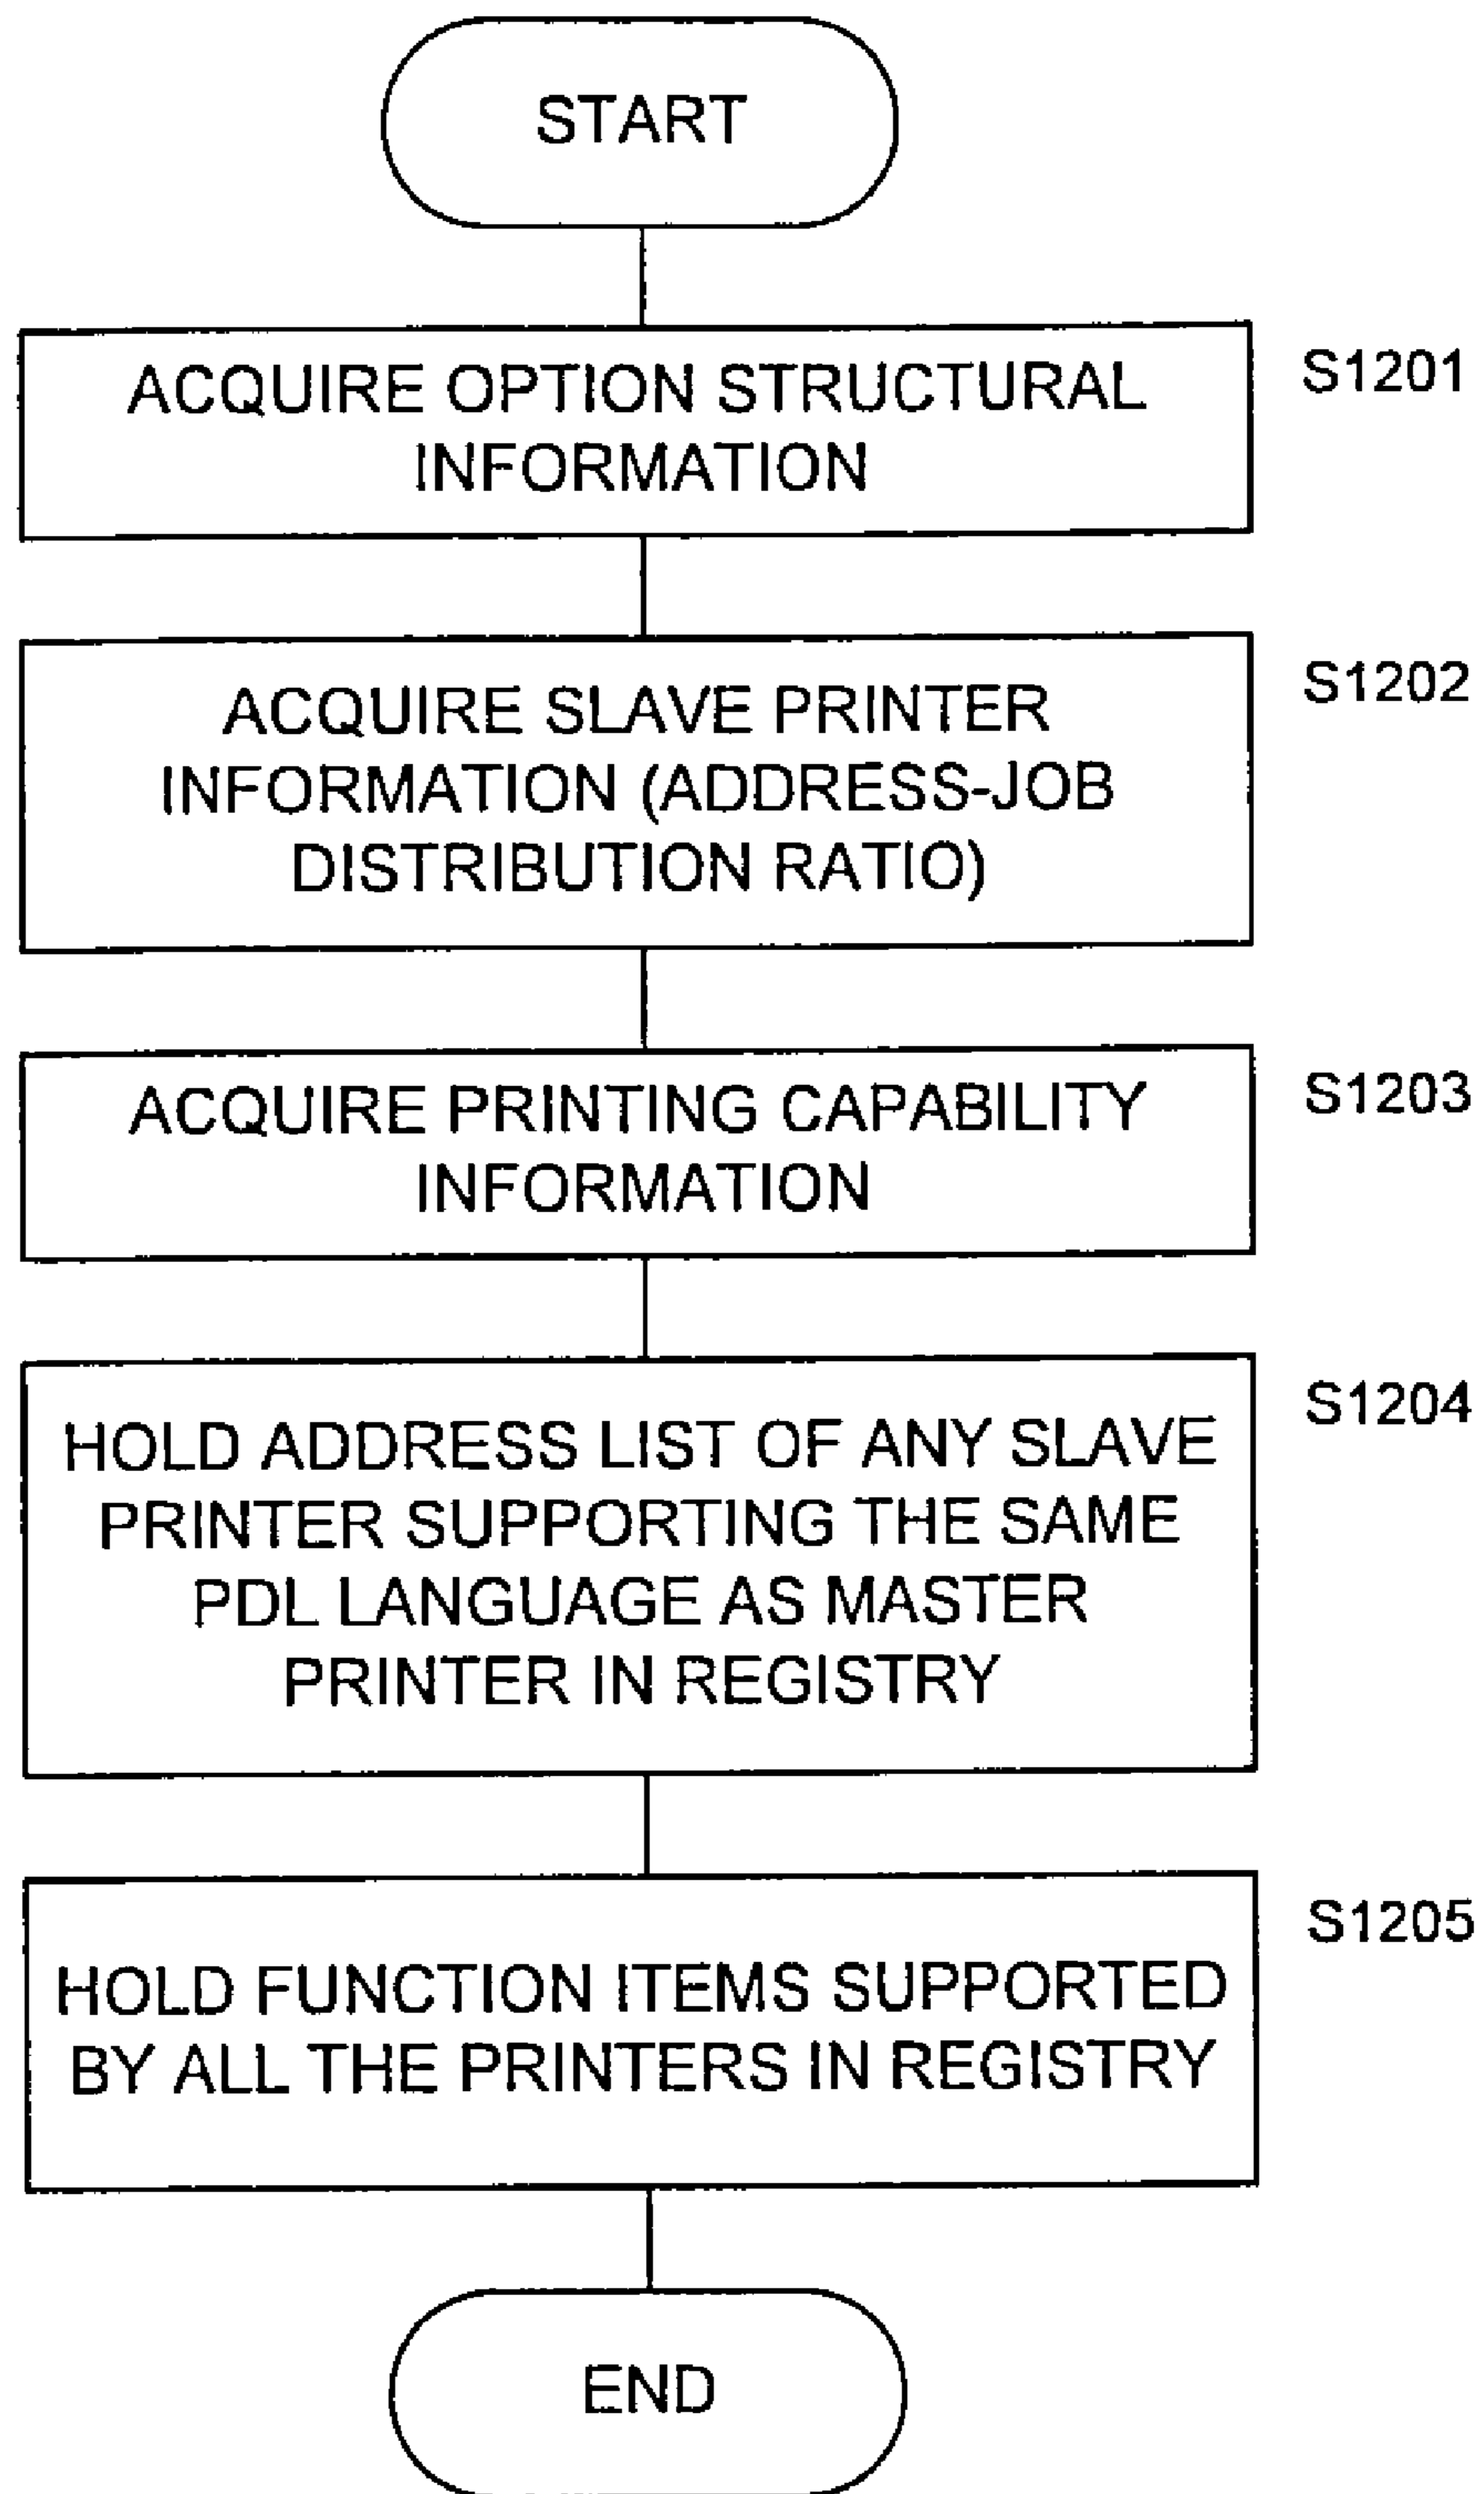 START
ACQUIRE OPTION STRUCTURAL
INFORMATION
S1201
ACQUIRE SLAVE PRINTER
INFORMATION (ADDRESS-JOB
DISTRIBUTION RATIO)
S1202
ACQUIRE PRINTING CAPABILITY
INFORMATION
S1203
HOLD ADDRESS LIST OF ANY SLAVE
PRINTER SUPPORTING THE SAME
PDL LANGUAGE AS MASTER
PRINTER IN REGISTRY
S1204
HOLD FUNCTION ITEMS SUPPORTED
BY ALL THE PRINTERS IN REGISTRY
S1205
END